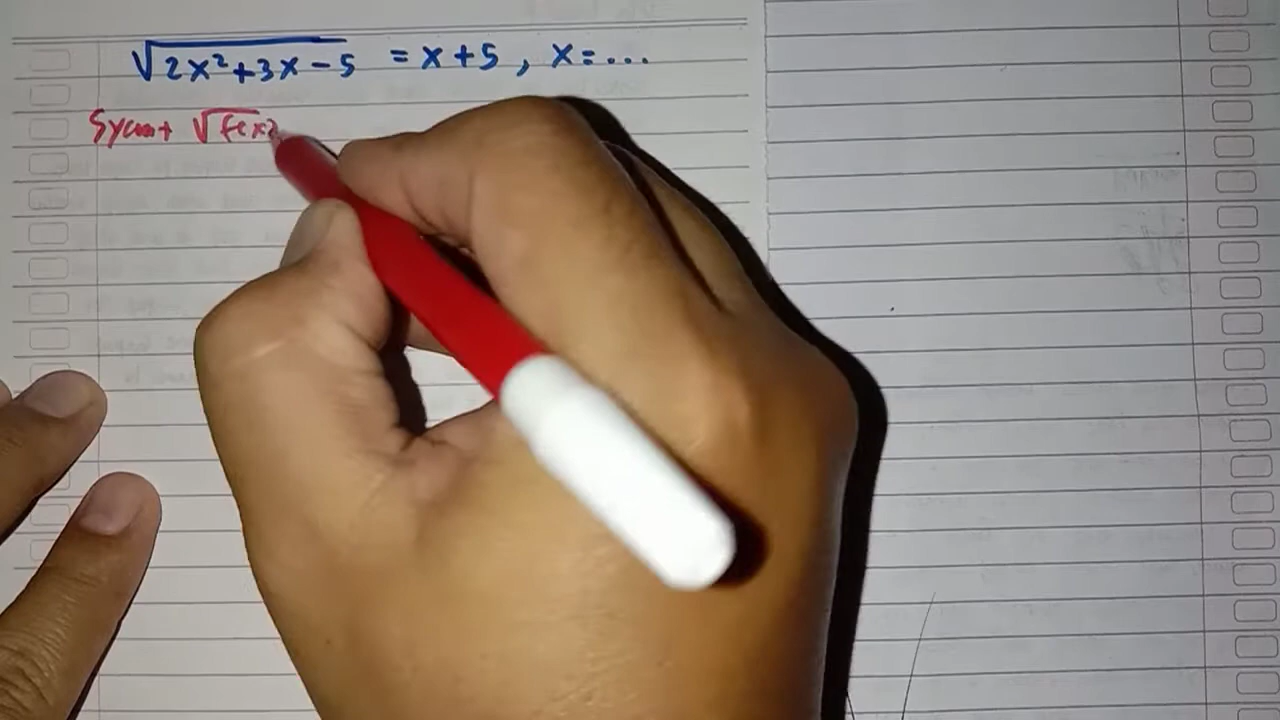 √(2x²+3x-5) = x+5 , x=...
Syarat √f(x)